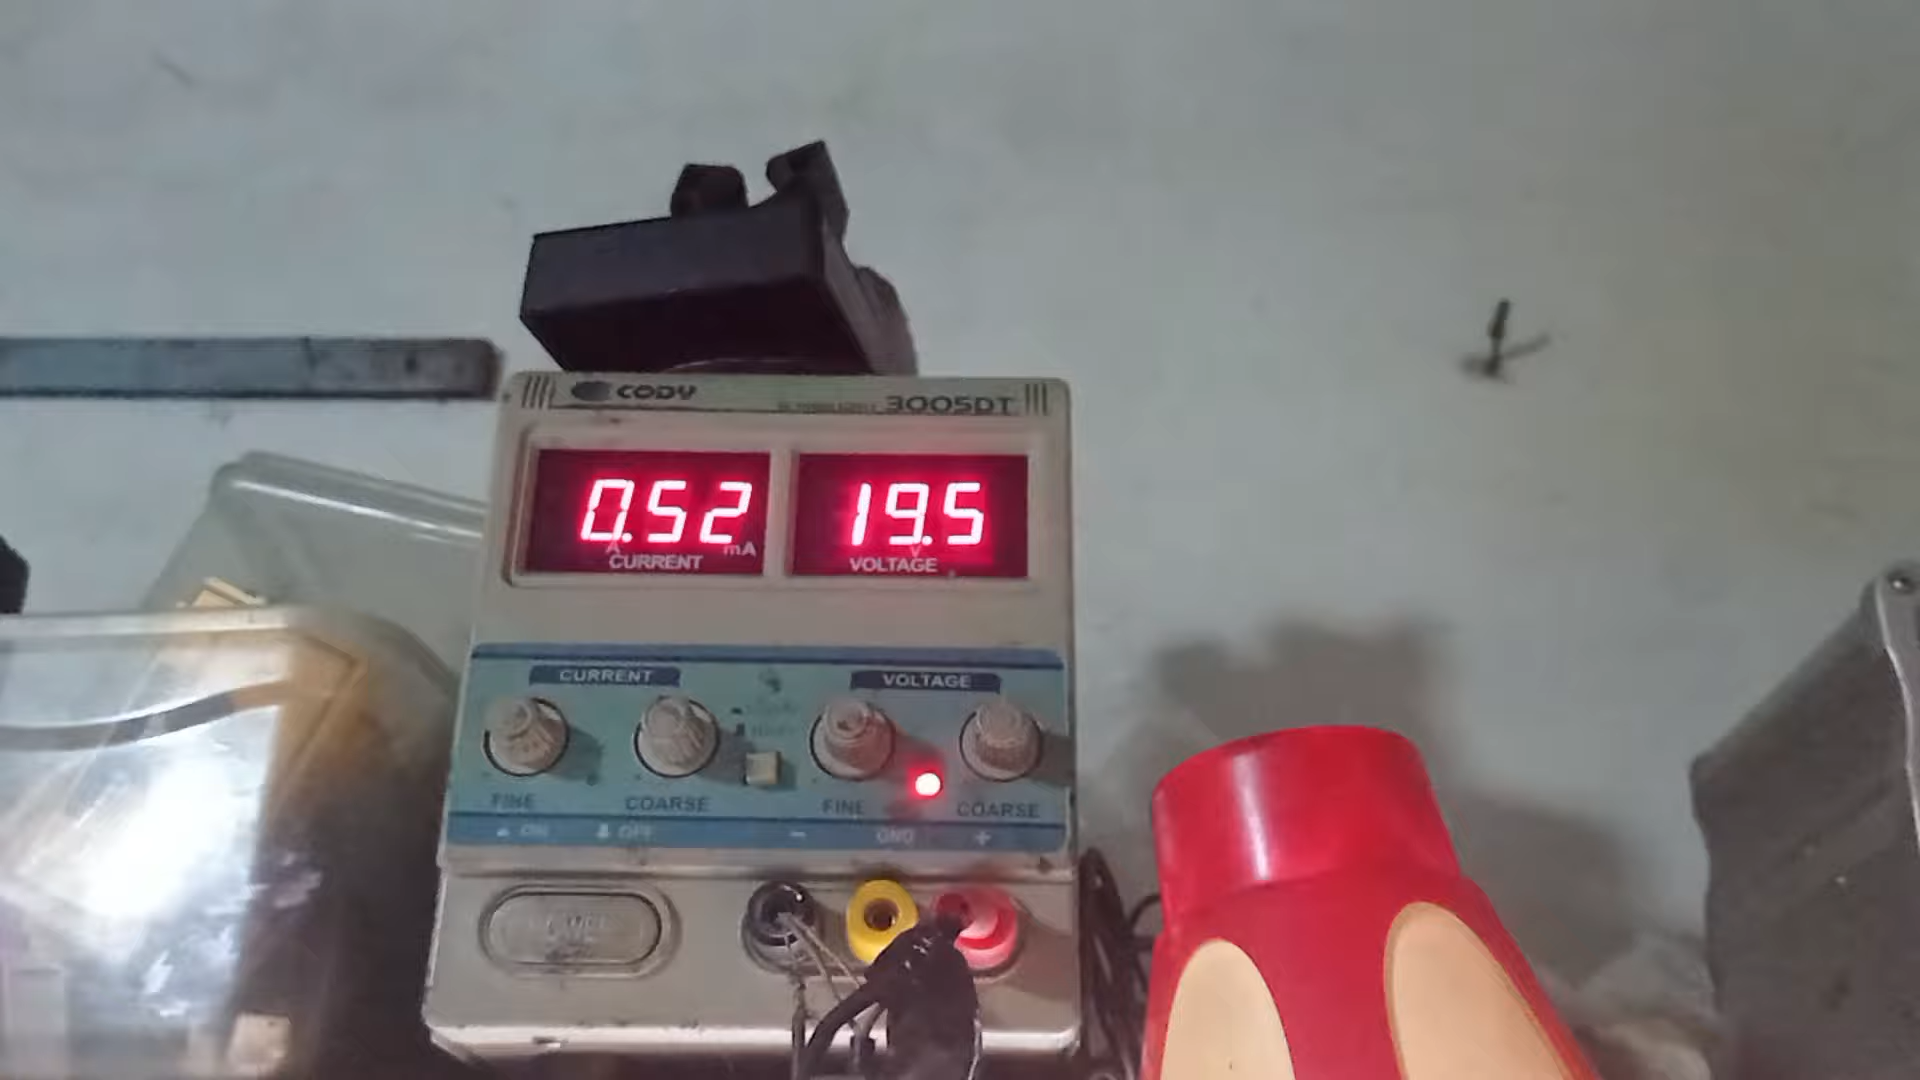 CODY
3005DT
0.52
A
mA
CURRENT
19.5
V
VOLTAGE
CURRENT
VOLTAGE
FINE
COARSE
FINE
COARSE
ON
OFF
-
GND
+